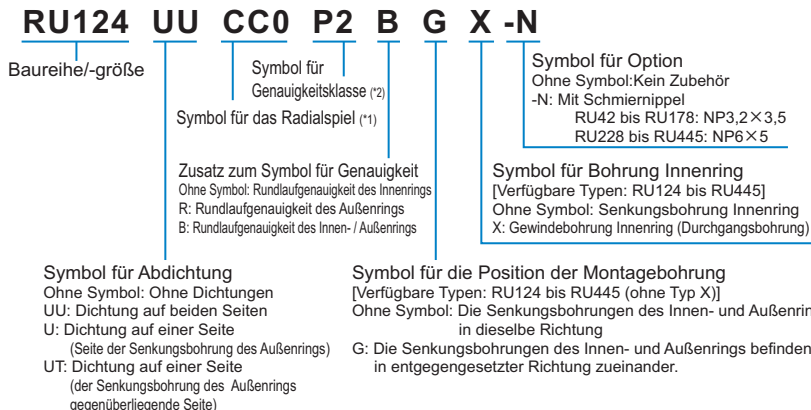 RU124 UU CC0 P2 B G X -N
Baureihe/-größe
Symbol für
Genauigkeitsklasse (*2)
Symbol für das Radialspiel (*1)
Symbol für Option
Ohne Symbol:Kein Zubehör
-N: Mit Schmiernippel
RU42 bis RU178: NP3,2×3,5
RU228 bis RU445: NP6×5
Zusatz zum Symbol für Genauigkeit
Ohne Symbol: Rundlaufgenauigkeit des Innenrings
R: Rundlaufgenauigkeit des Außenrings
B: Rundlaufgenauigkeit des Innen- / Außenrings
Symbol für Bohrung Innenring
[Verfügbare Typen: RU124 bis RU445]
Ohne Symbol: Senkungsbohrung Innenring
X: Gewindebohrung Innenring (Durchgangsbohrung)
Symbol für Abdichtung
Ohne Symbol: Ohne Dichtungen
UU: Dichtung auf beiden Seiten
U: Dichtung auf einer Seite
(Seite der Senkungsbohrung des Außenrings)
UT: Dichtung auf einer Seite
(der Senkungsbohrung des Außenrings
gegenüberliegende Seite)
Symbol für die Position der Montagebohrung
[Verfügbare Typen: RU124 bis RU445 (ohne Typ X)]
Ohne Symbol: Die Senkungsbohrungen des Innen- und Außenrin
in dieselbe Richtung
G: Die Senkungsbohrungen des Innen- und Außenrings befinden
in entgegengesetzter Richtung zueinander.